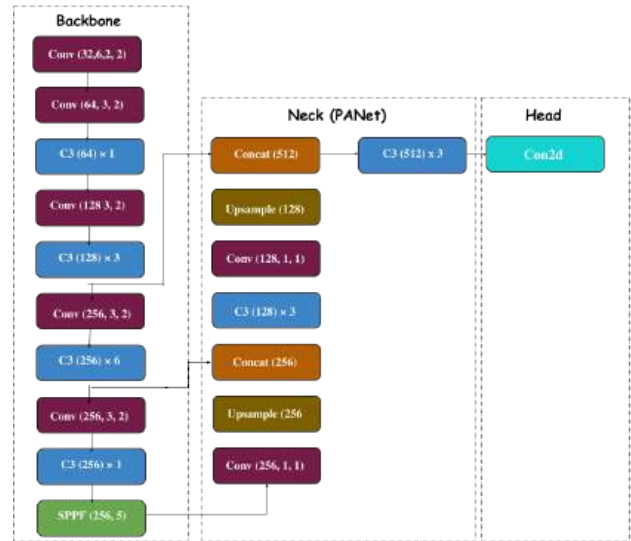 Backbone
Conv (32,6,2, 2)
Conv (64, 3, 2)
C3 (64) × 1
Conv (128 3, 2)
C3 (128) × 3
Conv (256, 3, 2)
C3 (256) × 6
Conv (256, 3, 2)
C3 (256) × 1
SPPF (256, 5)
Neck (PANet)
Concat (512)
C3 (512) x 3
Upsample (128)
Conv (128, 1, 1)
C3 (128) × 3
Concat (256)
Upsample (256
Conv (256, 1, 1)
Head
Con2d